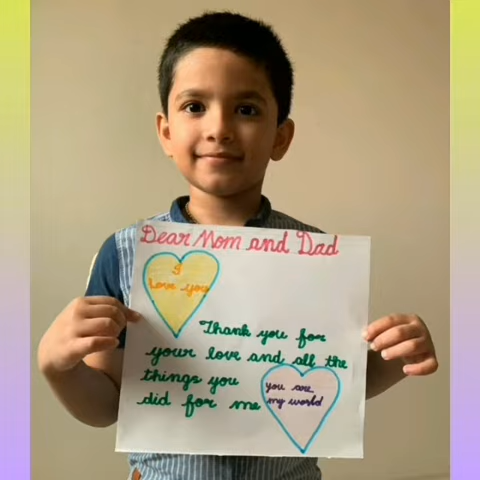 Dear Mom and Dad
I
Love you
Thank you for
your love and all the
things you
did for me
you are
my world